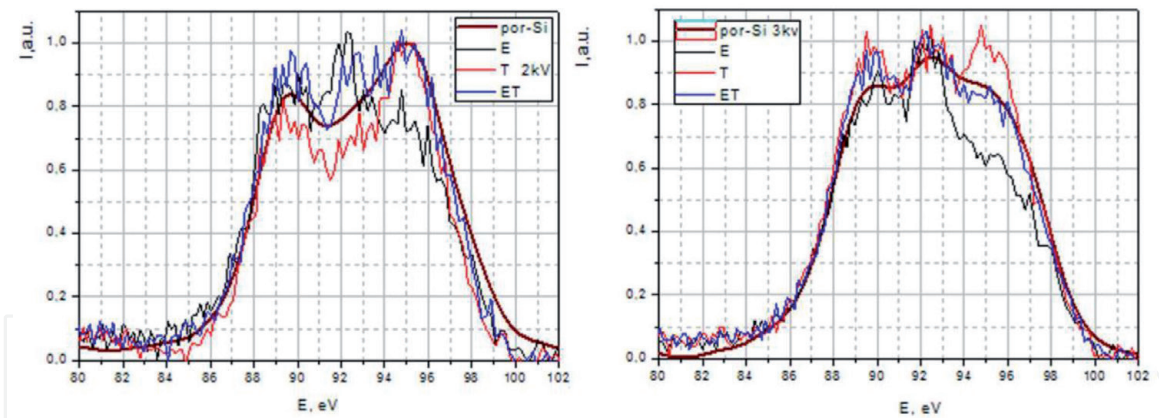 I,a.u.
1,0
0,8
0,6
0,4
0,2
0.0
80 82 84 86 88 90 92 94 96 98 100 102
E, eV
por-Si
E
T 2kV
ET
I,a.u.
1,0
0,8
0,6
0,4
0,2
0,0
80 82 84 86 88 90 92 94 96 98 100 102
E, eV
por-Si 3kv
E
T
ET